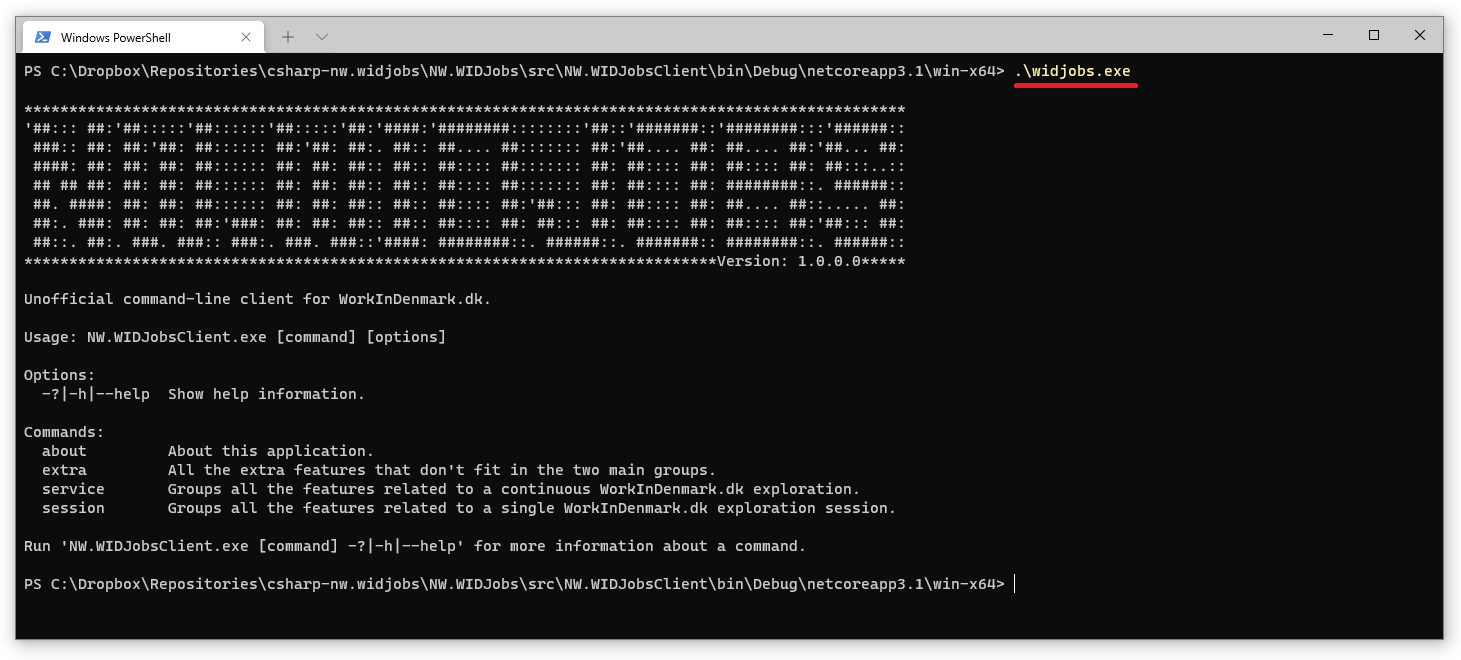 Windows PowerShell
PS C:\Dropbox\Repositories\csharp-nw.widjobs\NW.WIDJobs\src\NW.WIDJobsClient\bin\Debug\netcoreapp3.1\win-x64> .\widjobs.exe
**************************************************************************************************
'##::: ##:'##:::::'##::::::'##:::::'##:'####:'########::::::::'##::'#######::'########:::'######::
 ###:: ##: ##:'##: ##:::::: ##:'##: ##:. ##:: ##.... ##::::::: ##:'##.... ##: ##.... ##:'##... ##:
 ####: ##: ##: ##: ##:::::: ##: ##: ##:: ##:: ##:::: ##::::::: ##: ##:::: ##: ##:::: ##: ##:::..::
 ## ## ##: ##: ##: ##:::::: ##: ##: ##:: ##:: ##:::: ##::::::: ##: ##:::: ##: ########::. ######::
 ##. ####: ##: ##: ##:::::: ##: ##: ##:: ##:: ##:::: ##:'##::: ##: ##:::: ##: ##.... ##::..... ##:
 ##:. ###: ##: ##: ##:'###: ##: ##: ##:: ##:: ##:::: ##: ##::: ##: ##:::: ##: ##:::: ##:'##::: ##:
 ##::. ##:. ###. ###:: ###:. ###. ###::'####: ########::. ######::. #######:: ########::. ######::
*****************************************************************************Version: 1.0.0.0*****
Unofficial command-line client for WorkInDenmark.dk.
Usage: NW.WIDJobsClient.exe [command] [options]
Options:
  -?|-h|--help  Show help information.
Commands:
  about         About this application.
  extra         All the extra features that don't fit in the two main groups.
  service       Groups all the features related to a continuous WorkInDenmark.dk exploration.
  session       Groups all the features related to a single WorkInDenmark.dk exploration session.
Run 'NW.WIDJobsClient.exe [command] -?|-h|--help' for more information about a command.
PS C:\Dropbox\Repositories\csharp-nw.widjobs\NW.WIDJobs\src\NW.WIDJobsClient\bin\Debug\netcoreapp3.1\win-x64>